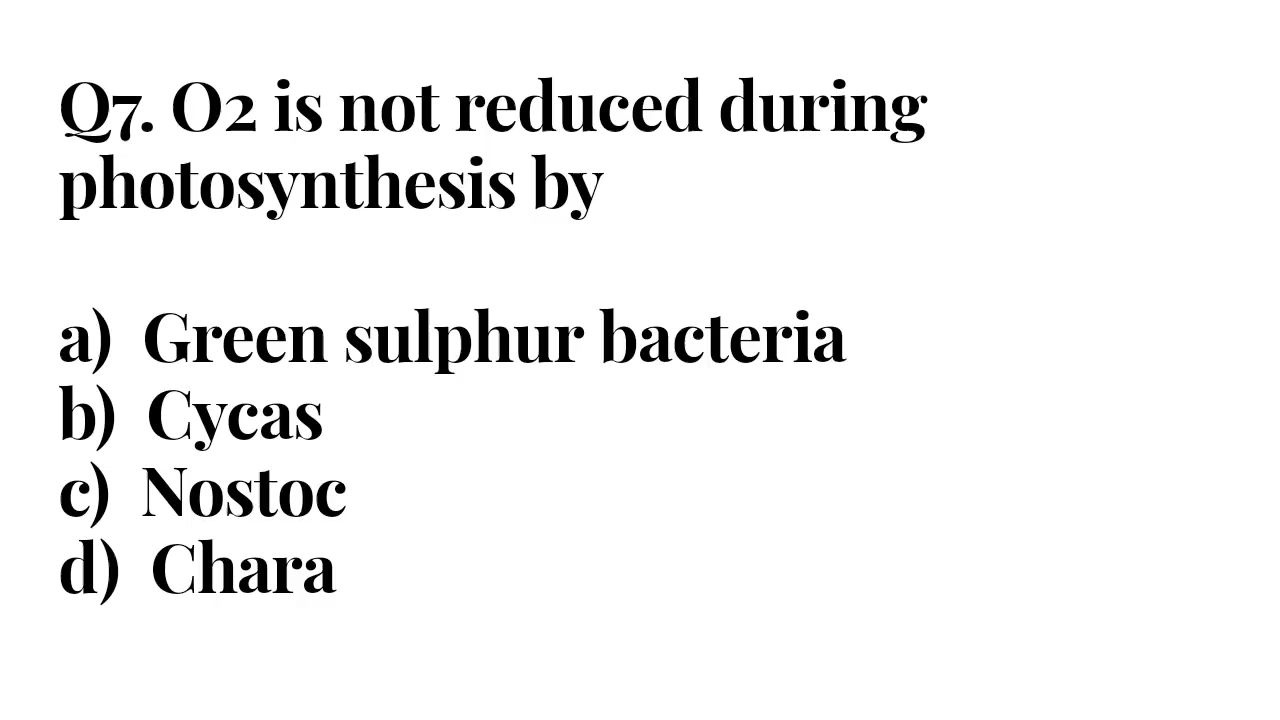 Q7. O2 is not reduced during
photosynthesis by
a) Green sulphur bacteria
b) Cycas
c) Nostoc
d) Chara